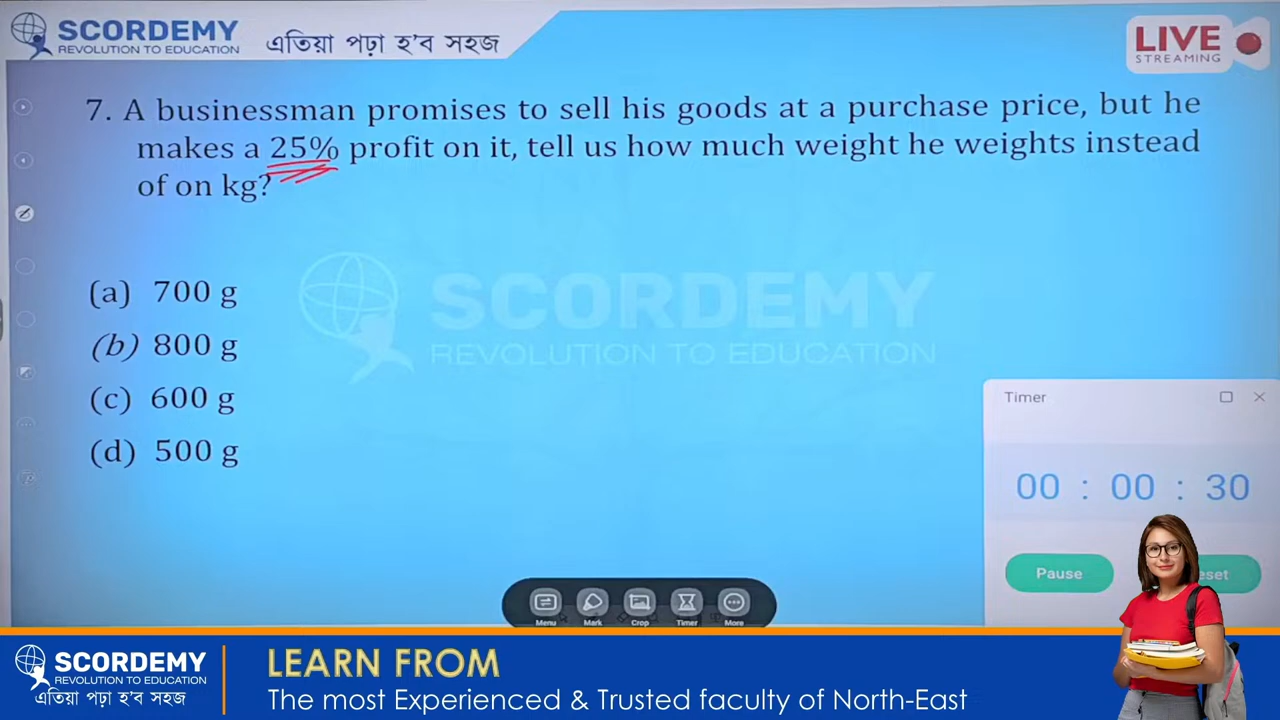 SCORDEMY
REVOLUTION TO EDUCATION
এতিয়া পঢ়া হ'ব সহজ
LIVE
STREAMING
7. A businessman promises to sell his goods at a purchase price, but he
makes a 25% profit on it, tell us how much weight he weights instead
of on kg?
SCORDEMY
REVOLUTION TO EDUCATION
(a) 700 g
(b) 800 g
(c) 600 g
(d) 500 g
Timer
00 : 00 : 30
Pause
eset
Menu Mark Crop Timer More
SCORDEMY
REVOLUTION TO EDUCATION
এতিয়া পঢ়া হ'ব সহজ
LEARN FROM
The most Experienced & Trusted faculty of North-East